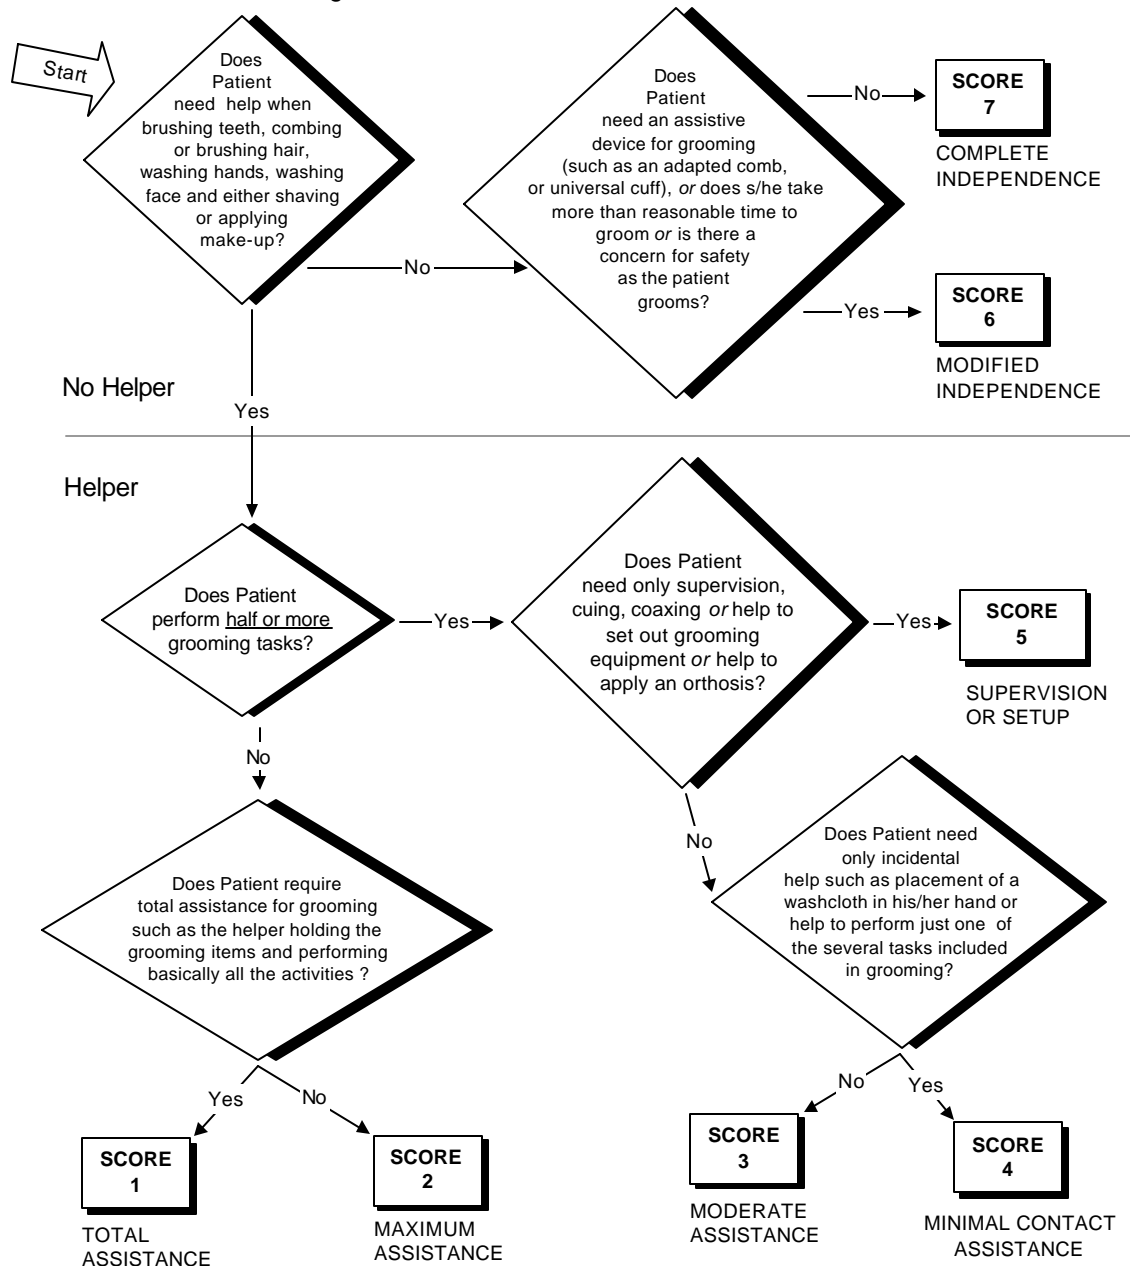 Start
Does
Patient
need help when
brushing teeth, combing
or brushing hair,
washing hands, washing
face and either shaving
or applying
make-up?
No
Does
Patient
need an assistive
device for grooming
(such as an adapted comb,
or universal cuff), or does s/he take
more than reasonable time to
groom or is there a
concern for safety
as the patient
grooms?
No
SCORE
7
COMPLETE
INDEPENDENCE
Yes
SCORE
6
MODIFIED
INDEPENDENCE
No Helper
Yes
Helper
Does Patient
perform half or more
grooming tasks?
Yes
Does Patient
need only supervision,
cuing, coaxing or help to
set out grooming
equipment or help to
apply an orthosis?
Yes
SCORE
5
SUPERVISION
OR SETUP
No
Does Patient require
total assistance for grooming
such as the helper holding the
grooming items and performing
basically all the activities ?
No
Does Patient need
only incidental
help such as placement of a
washcloth in his/her hand or
help to perform just one of
the several tasks included
in grooming?
Yes
SCORE
1
TOTAL
ASSISTANCE
No
SCORE
2
MAXIMUM
ASSISTANCE
No
SCORE
3
MODERATE
ASSISTANCE
Yes
SCORE
4
MINIMAL CONTACT
ASSISTANCE